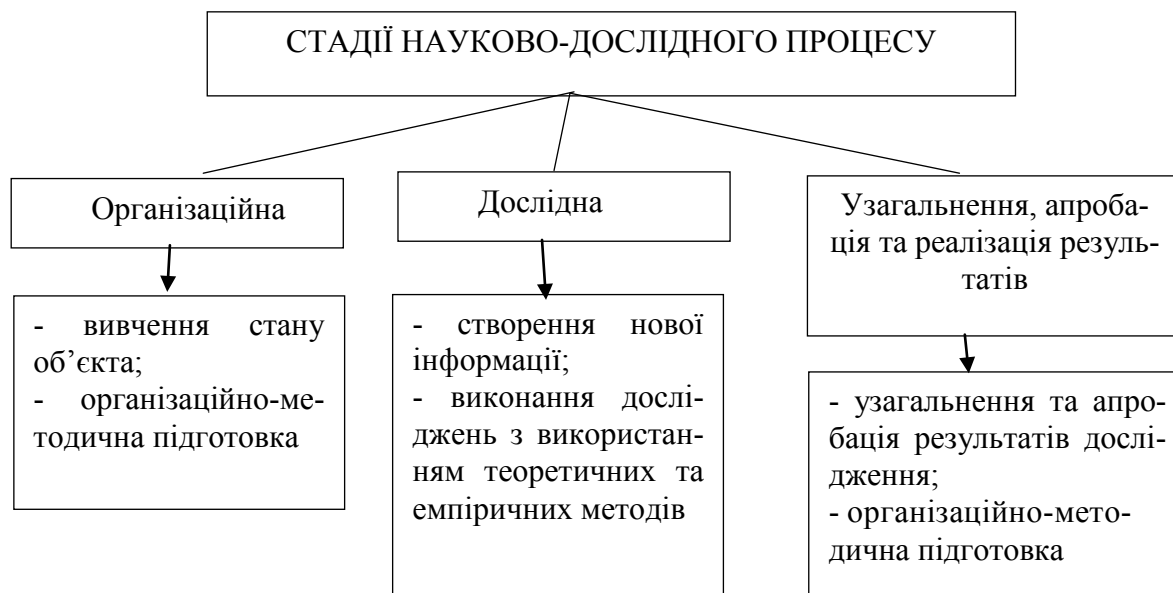 СТАДІЇ НАУКОВО-ДОСЛІДНОГО ПРОЦЕСУ
Організаційна
- вивчення стану
об’єкта;
- організаційно-ме-
тодична підготовка
Дослідна
- створення нової
інформації;
- виконання дослі-
джень з використан-
ням теоретичних та
емпіричних методів
Узагальнення, апроба-
ція та реалізація резуль-
татів
- узагальнення та апро-
бація результатів дослі-
дження;
- організаційно-мето-
дична підготовка